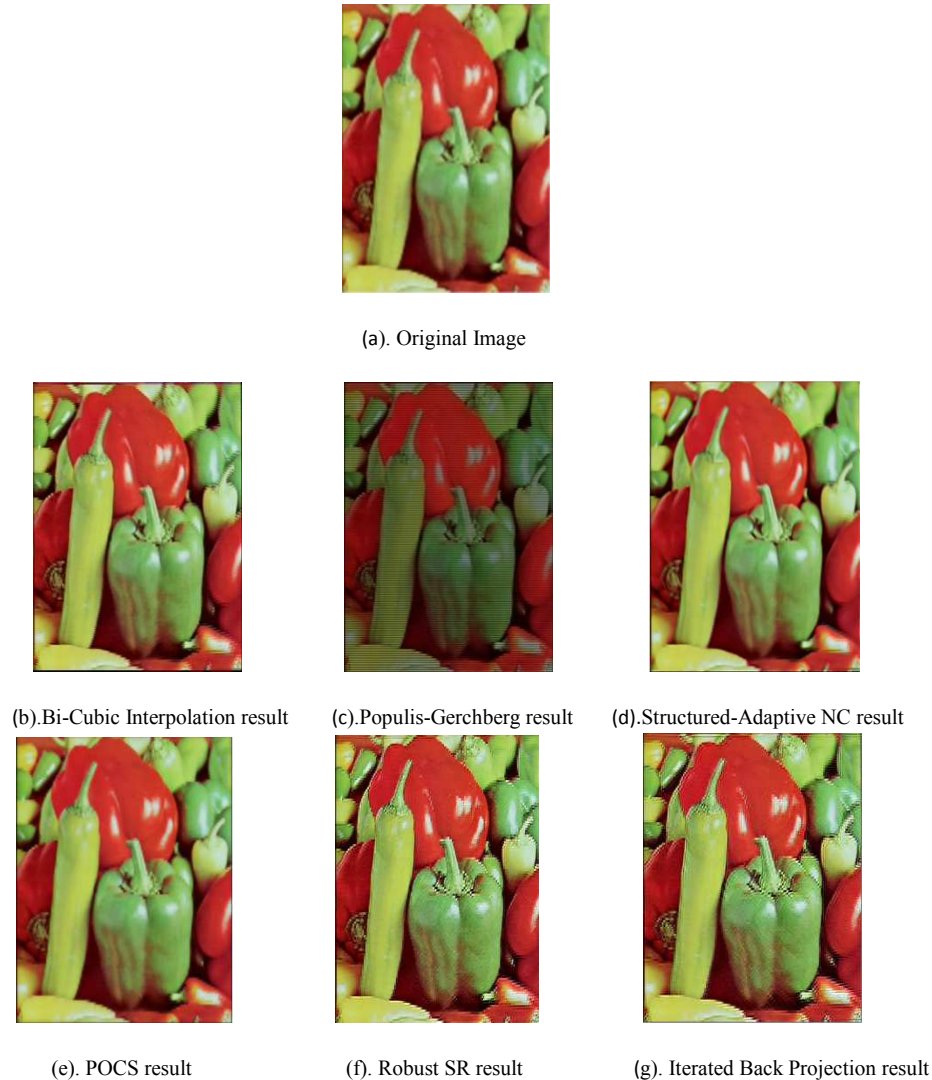 (a). Original Image
(b).Bi-Cubic Interpolation result
(c).Populis-Gerchberg result
(d).Structured-Adaptive NC result
(e). POCS result
(f). Robust SR result
(g). Iterated Back Projection result